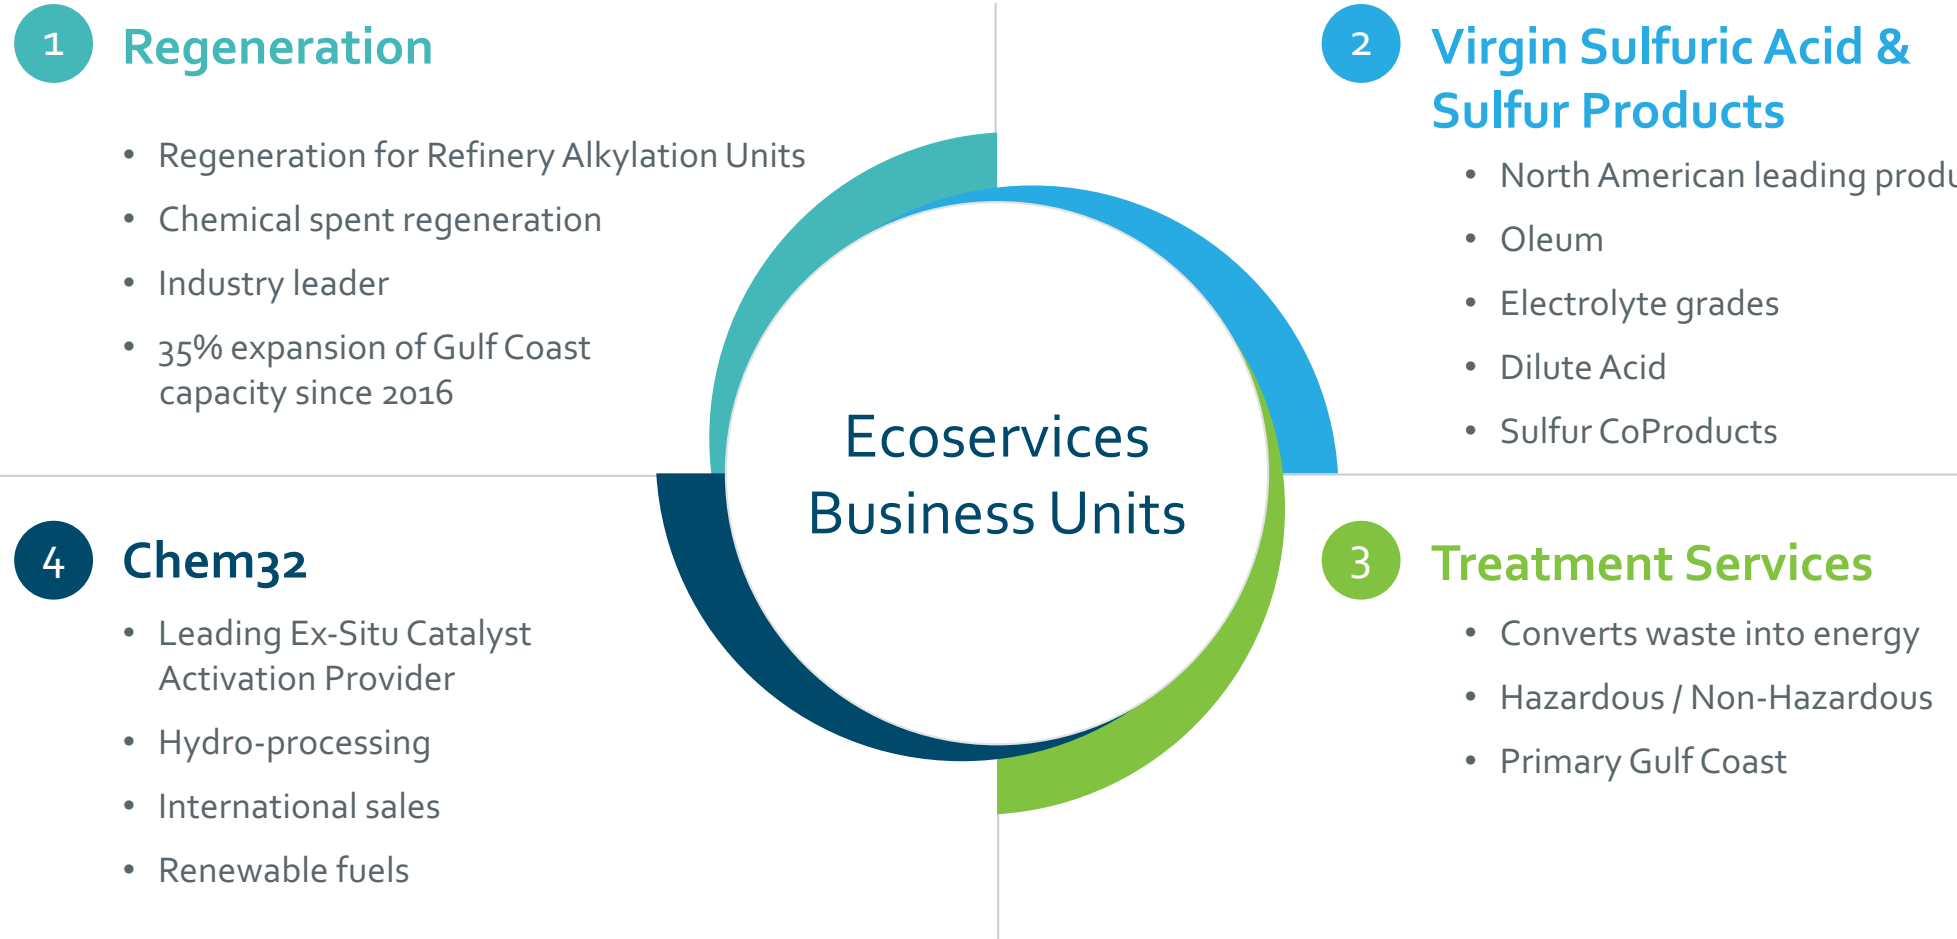 1 Regeneration
• Regeneration for Refinery Alkylation Units
• Chemical spent regeneration
• Industry leader
• 35% expansion of Gulf Coast
capacity since 2016
2 Virgin Sulfuric Acid &
Sulfur Products
• North American leading
• Oleum
• Electrolyte grades
• Dilute Acid
• Sulfur CoProducts
Ecoservices
Business Units
3 Treatment Services
• Converts waste into energy
• Hazardous / Non-Hazardous
• Primary Gulf Coast
4 Chem32
• Leading Ex-Situ Catalyst
Activation Provider
• Hydro-processing
• International sales
• Renewable fuels